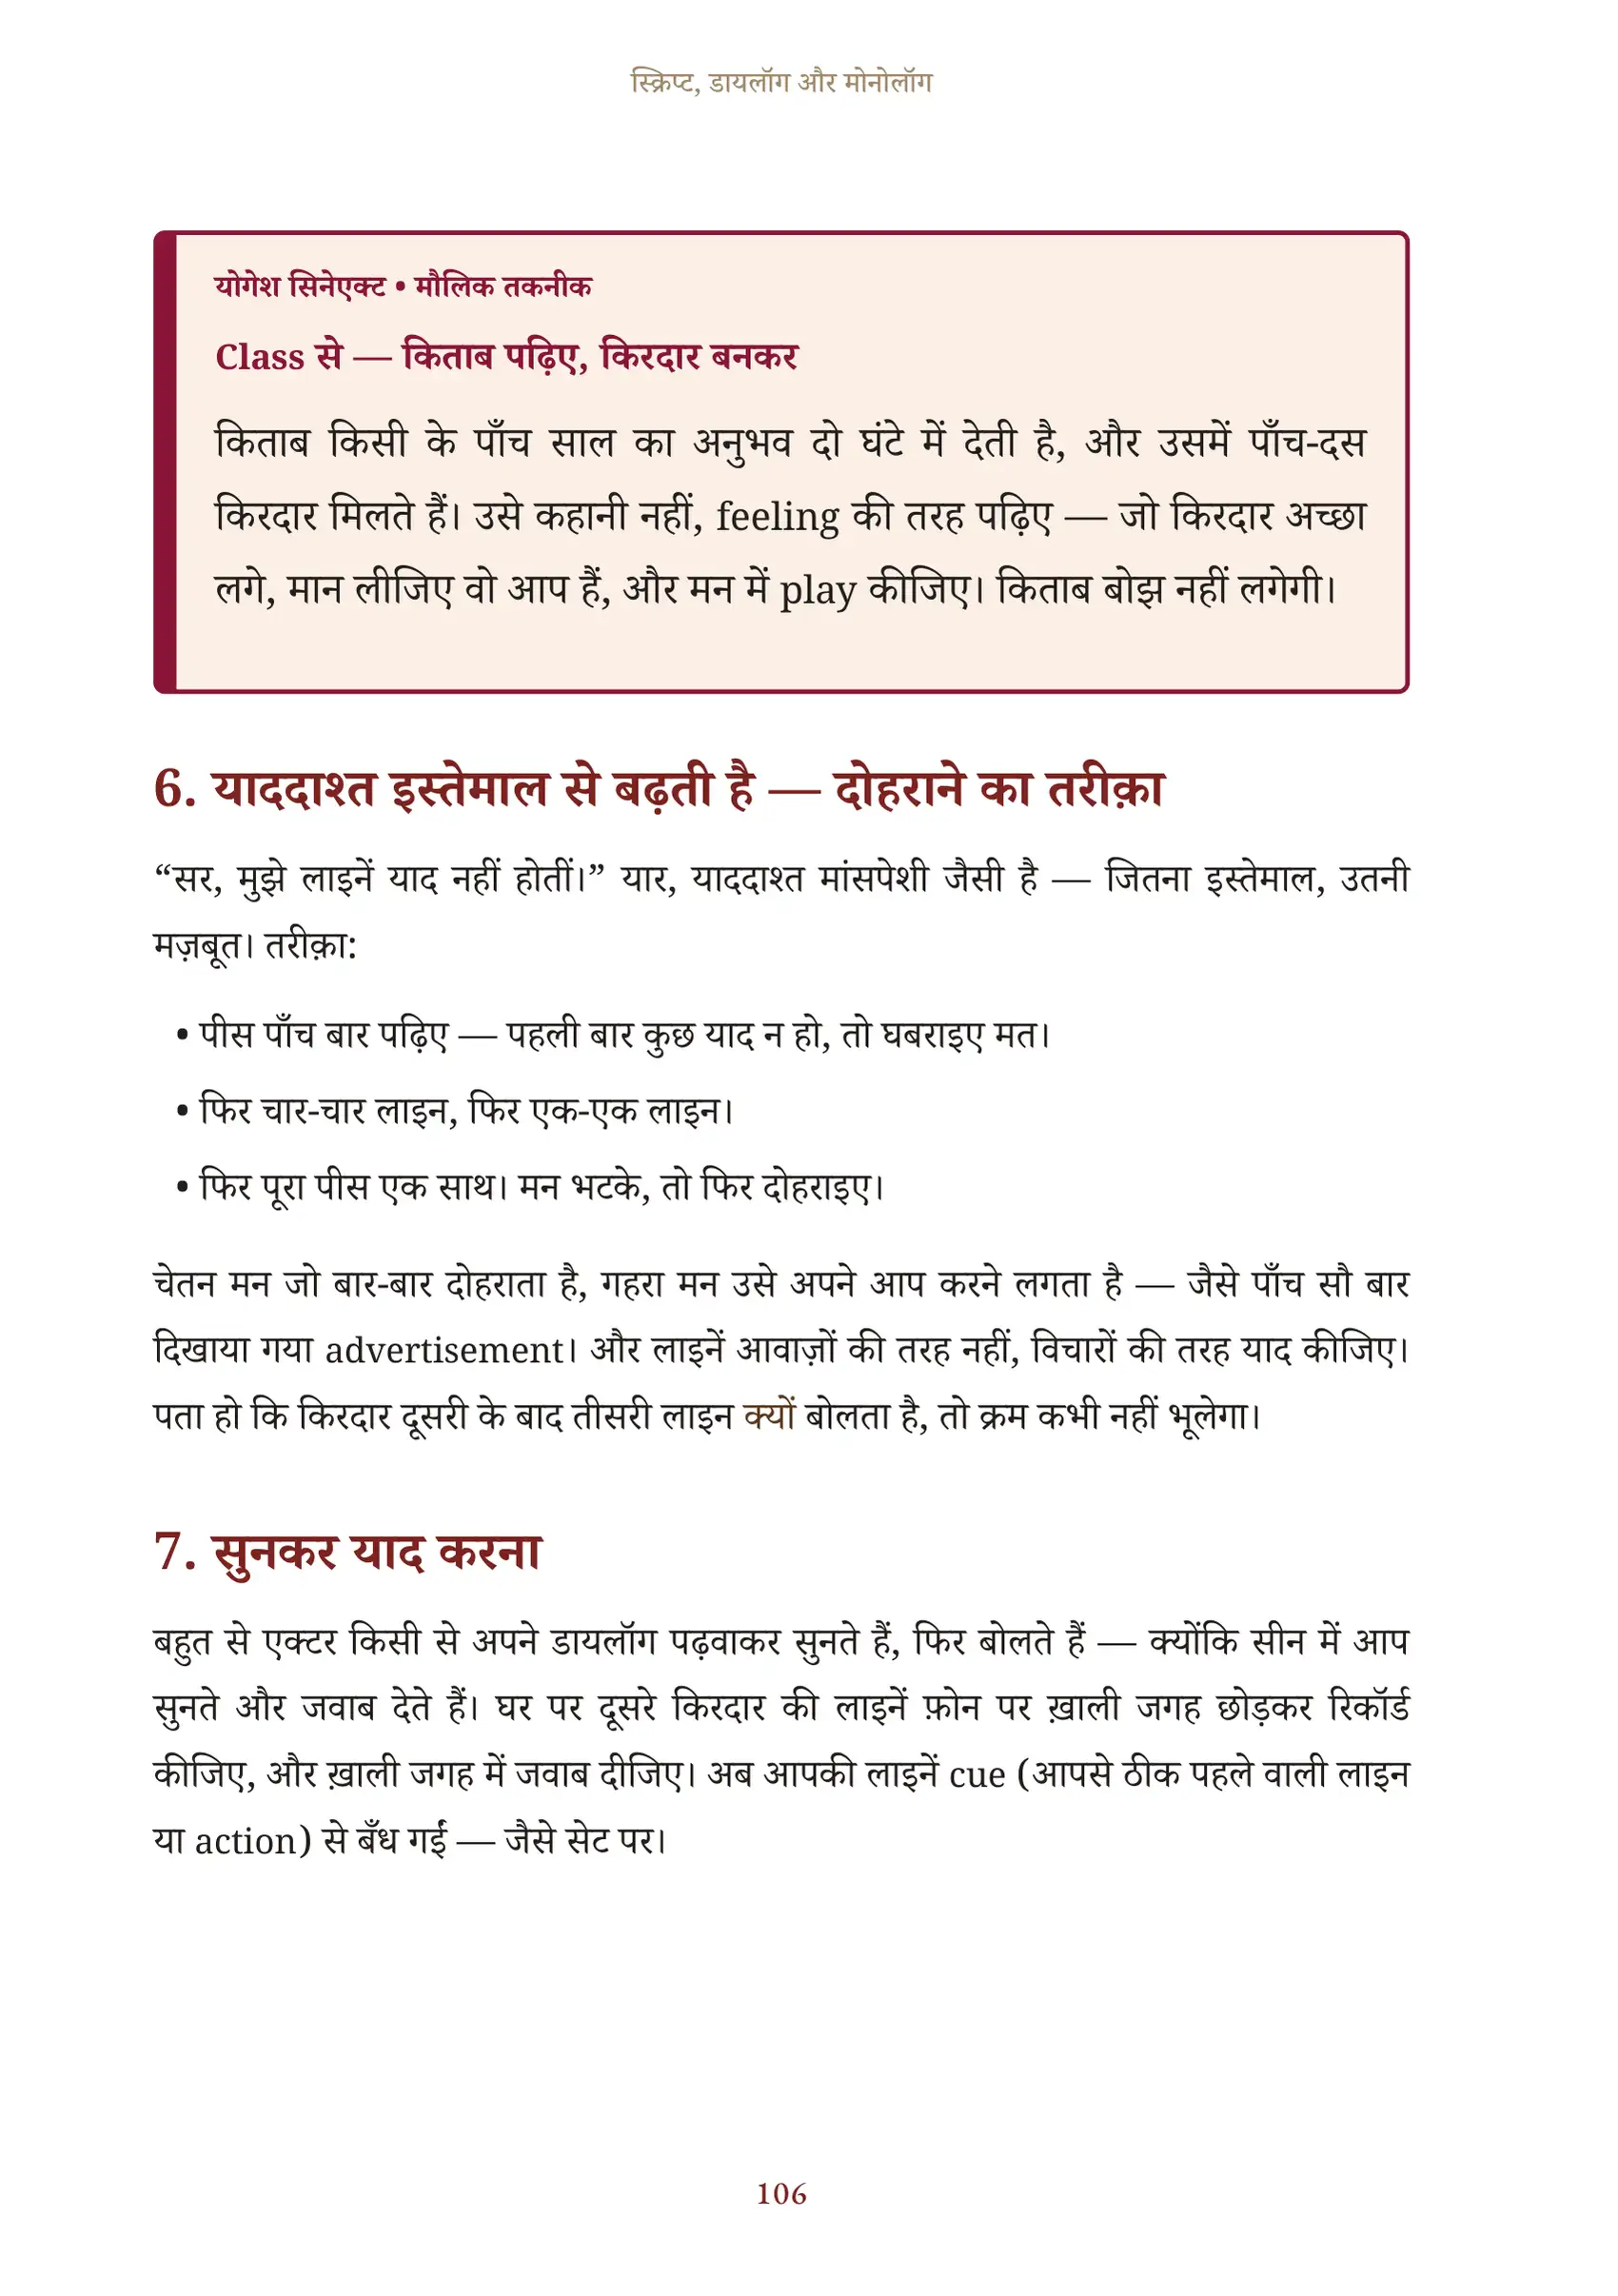 स्क्रिप्ट, डायलॉग और मोनोलॉग
योगेश सिनेएक्ट • मौलिक तकनीक
Class से — किताब पढ़िए, किरदार बनकर
किताब किसी के पाँच साल का अनुभव दो घंटे में देती है, और उसमें पाँच-दस
किरदार मिलते हैं। उसे कहानी नहीं, feeling की तरह पढ़िए — जो किरदार अच्छा
लगे, मान लीजिए वो आप हैं, और मन में play कीजिए। किताब बोझ नहीं लगेगी।
6. याददाश्त इस्तेमाल से बढ़ती है — दोहराने का तरीक़ा
“सर, मुझे लाइनें याद नहीं होतीं।” यार, याददाश्त मांसपेशी जैसी है — जितना इस्तेमाल, उतनी
मज़बूत। तरीक़ा:
• पीस पाँच बार पढ़िए — पहली बार कुछ याद न हो, तो घबराइए मत।
• फिर चार-चार लाइन, फिर एक-एक लाइन।
• फिर पूरा पीस एक साथ। मन भटके, तो फिर दोहराइए।
चेतन मन जो बार-बार दोहराता है, गहरा मन उसे अपने आप करने लगता है — जैसे पाँच सौ बार
दिखाया गया advertisement। और लाइनें आवाज़ों की तरह नहीं, विचारों की तरह याद कीजिए।
पता हो कि किरदार दूसरी के बाद तीसरी लाइन क्यों बोलता है, तो क्रम कभी नहीं भूलेगा।
7. सुनकर याद करना
बहुत से एक्टर किसी से अपने डायलॉग पढ़वाकर सुनते हैं, फिर बोलते हैं — क्योंकि सीन में आप
सुनते और जवाब देते हैं। घर पर दूसरे किरदार की लाइनें फ़ोन पर ख़ाली जगह छोड़कर रिकॉर्ड
कीजिए, और ख़ाली जगह में जवाब दीजिए। अब आपकी लाइनें cue (आपसे ठीक पहले वाली लाइन
या action) से बँध गईं — जैसे सेट पर।
106